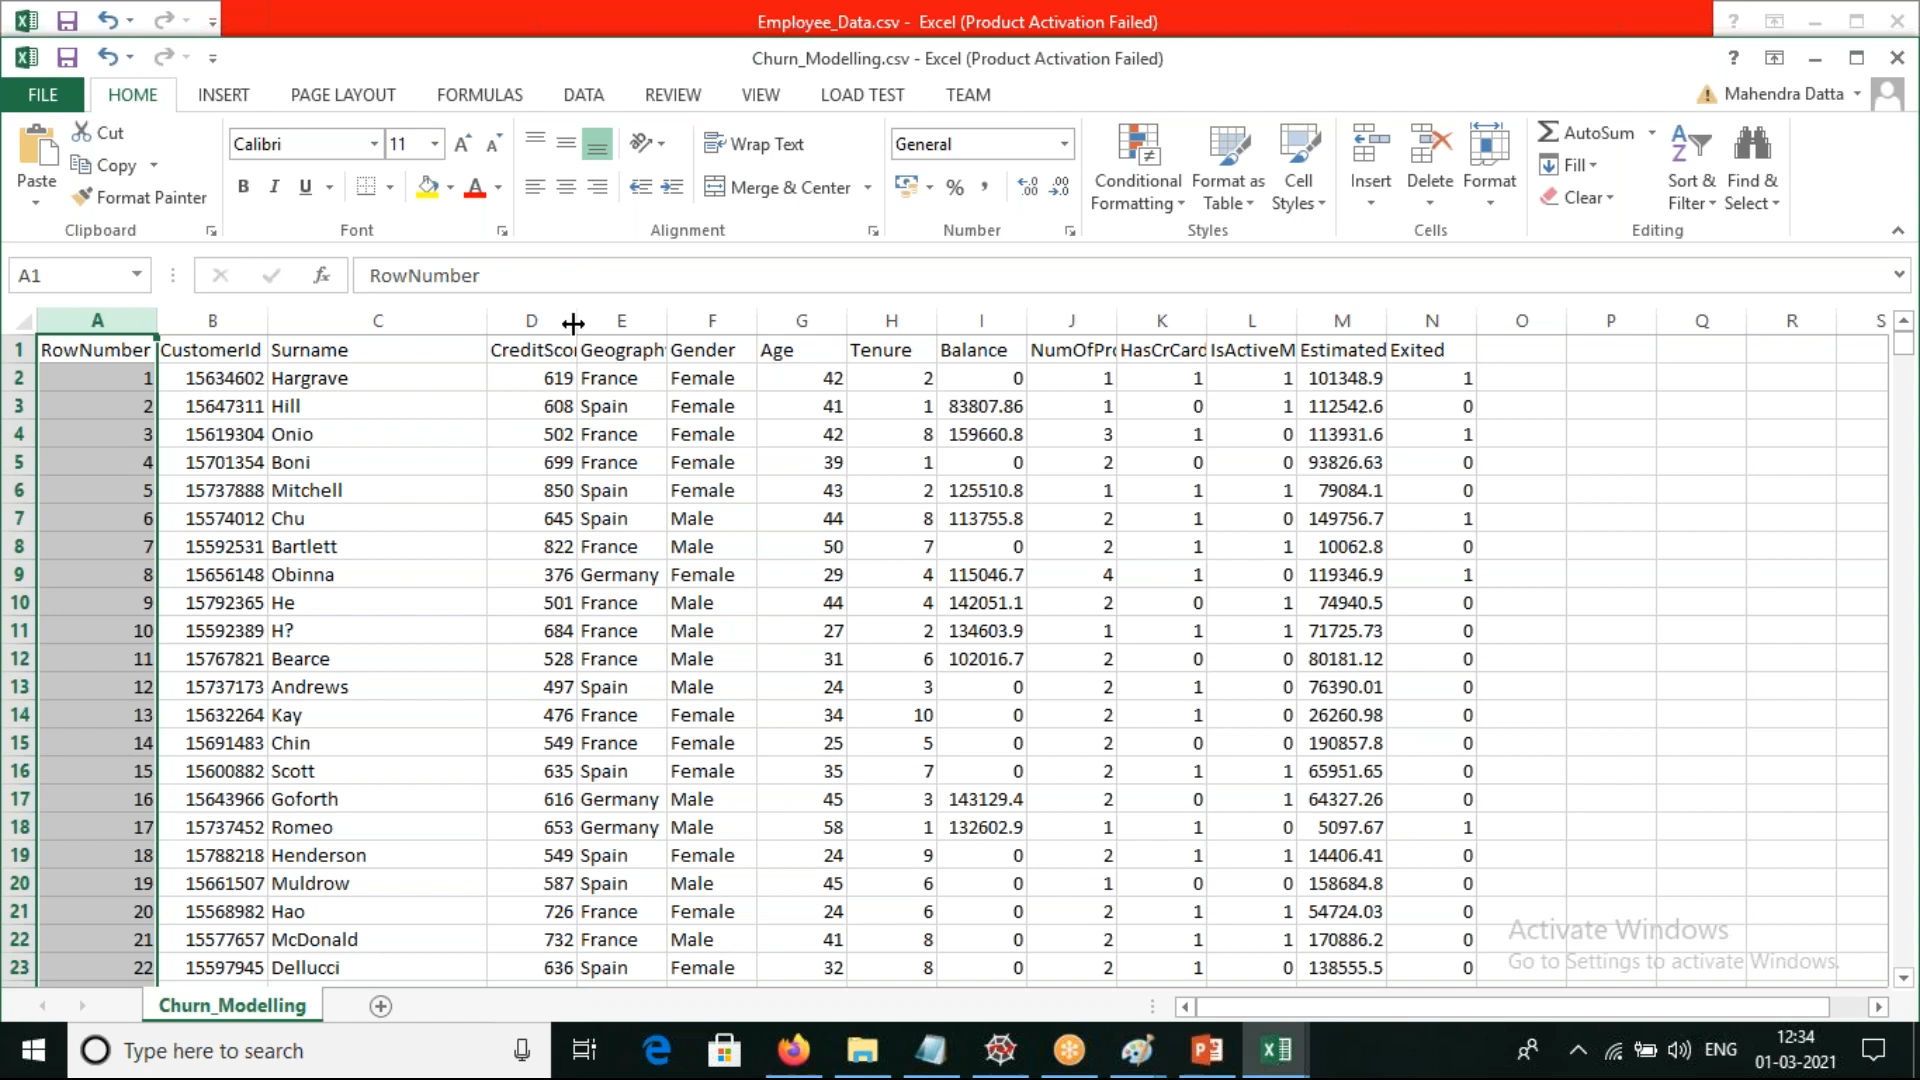 Employee_Data.csv - Excel (Product Activation Failed)
Churn_Modelling.csv - Excel (Product Activation Failed)
FILE HOME INSERT PAGE LAYOUT FORMULAS DATA REVIEW VIEW LOAD TEST TEAM Mahendra Datta
Paste Cut Copy Format Painter Clipboard
Calibri 11 B I U A Font
Wrap Text Merge & Center Alignment
General % Number
Conditional Formatting Format as Table Cell Styles Styles
Insert Delete Format Cells
AutoSum Fill Clear Sort & Filter Find & Select Editing
A1 fx RowNumber
A B C D E F G H I J K L M N O P Q R S
1 RowNumber CustomerId Surname CreditScor Geography Gender Age Tenure Balance NumOfPro HasCrCard IsActiveM Estimated Exited
2 1 15634602 Hargrave 619 France Female 42 2 0 1 1 1 101348.9 1
3 2 15647311 Hill 608 Spain Female 41 1 83807.86 1 0 1 112542.6 0
4 3 15619304 Onio 502 France Female 42 8 159660.8 3 1 0 113931.6 1
5 4 15701354 Boni 699 France Female 39 1 0 2 0 0 93826.63 0
6 5 15737888 Mitchell 850 Spain Female 43 2 125510.8 1 1 1 79084.1 0
7 6 15574012 Chu 645 Spain Male 44 8 113755.8 2 1 0 149756.7 1
8 7 15592531 Bartlett 822 France Male 50 7 0 2 1 1 10062.8 0
9 8 15656148 Obinna 376 Germany Female 29 4 115046.7 4 1 0 119346.9 1
10 9 15792365 He 501 France Male 44 4 142051.1 2 0 1 74940.5 0
11 10 15592389 H? 684 France Male 27 2 134603.9 1 1 1 71725.73 0
12 11 15767821 Bearce 528 France Male 31 6 102016.7 2 0 0 80181.12 0
13 12 15737173 Andrews 497 Spain Male 24 3 0 2 1 0 76390.01 0
14 13 15632264 Kay 476 France Female 34 10 0 2 1 0 26260.98 0
15 14 15691483 Chin 549 France Female 25 5 0 2 0 0 190857.8 0
16 15 15600882 Scott 635 Spain Female 35 7 0 2 1 1 65951.65 0
17 16 15643966 Goforth 616 Germany Male 45 3 143129.4 2 0 1 64327.26 0
18 17 15737452 Romeo 653 Germany Male 58 1 132602.9 1 1 0 5097.67 1
19 18 15788218 Henderson 549 Spain Female 24 9 0 2 1 1 14406.41 0
20 19 15661507 Muldrow 587 Spain Male 45 6 0 1 0 0 158684.8 0
21 20 15568982 Hao 726 France Female 24 6 0 2 1 1 54724.03 0
22 21 15577657 McDonald 732 France Male 41 8 0 2 1 1 170886.2 0
23 22 15597945 Dellucci 636 Spain Female 32 8 0 2 1 0 138555.5 0
Activate Windows
Go to Settings to activate Windows.
Churn_Modelling
Type here to search ENG 12:34
01-03-2021